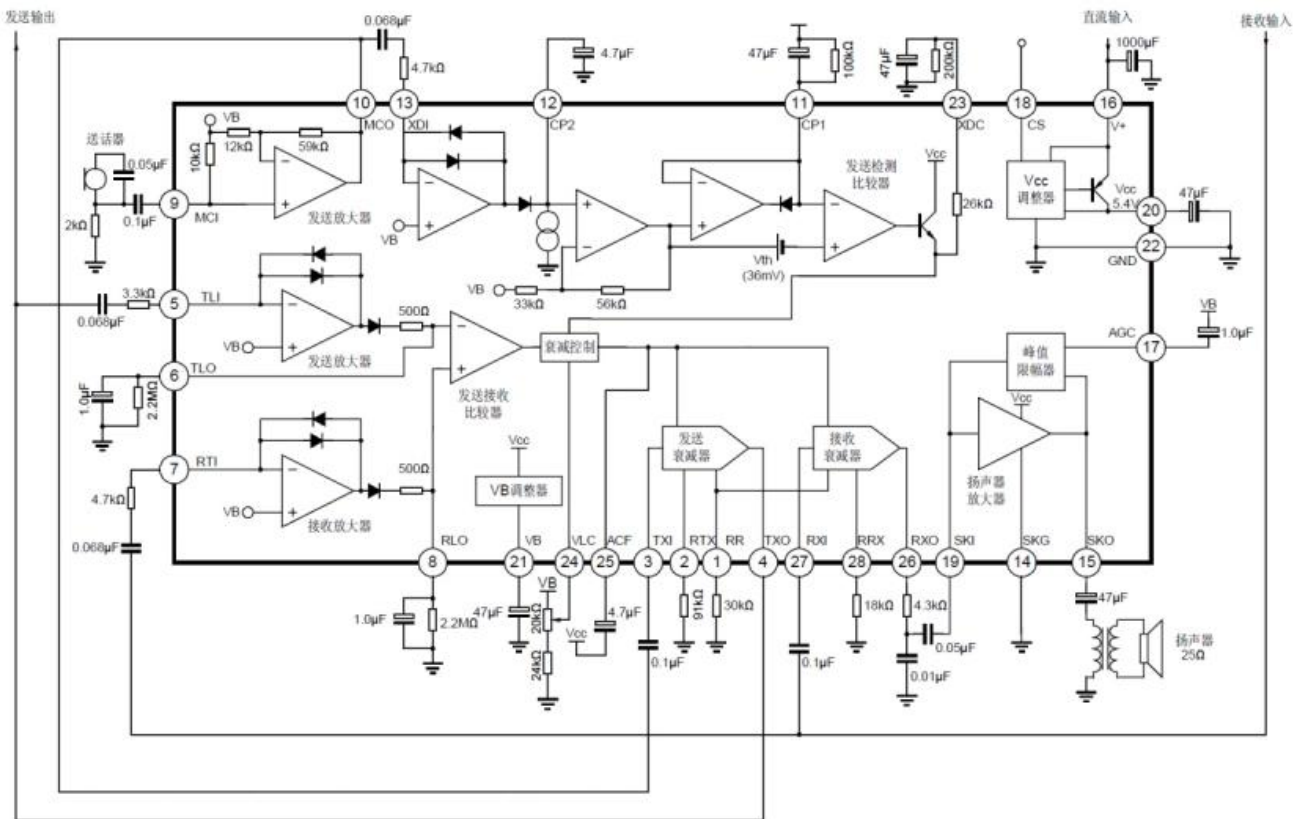 发送输出
直流输入
接收输入
0.068µF
4.7kΩ
4.7µF
47µF
100kΩ
47µF
200kΩ
1000µF
10
13
12
11
23
18
16
MCO
XDI
CP2
CP1
XDC
CS
V+
VB
12kΩ
59kΩ
10kΩ
送话器
0.05µF
0.1µF
2kΩ
9
MCI
发送放大器
VB
发送检测
比较器
Vcc
26kΩ
Vcc
调整器
Vcc
5.4V
20
47µF
22
GND
Vth
(36mV)
VB
33kΩ
56kΩ
3.3kΩ
0.068µF
5
TLI
VB
发送放大器
500Ω
6
TLO
1.0µF
2.2MΩ
发送接收
比较器
衰减控制
VB
1.0µF
AGC
17
峰值
限幅器
Vcc
扬声器
放大器
7
RTI
VB
接收放大器
500Ω
4.7kΩ
0.068µF
Vcc
VB调整器
发送
衰减器
接收
衰减器
RLO
VB
VLC
ACF
TXI
RTX
RR
TXO
RXI
RRX
RXO
SKI
SKG
SKO
8
21
24
25
3
2
1
4
27
28
26
19
14
15
1.0µF
2.2MΩ
47µF
VB
20kΩ
24kΩ
Vcc
4.7µF
0.1µF
91kΩ
30kΩ
0.1µF
18kΩ
4.3kΩ
0.05µF
0.01µF
47µF
扬声器
25Ω